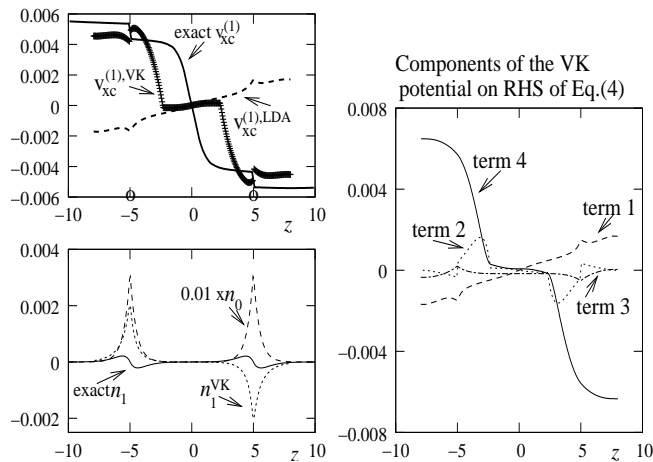 0.006
0.004
0.002
0
−0.002
−0.004
−0.006
exact v_xc^(1)
v_xc^(1),VK
v_xc^(1),LDA
−10
−5
0
5
z
10
0.004
0.002
0
−0.002
0.01 x n_0
exact n_1
n_1^VK
−10
−5
0
5
z
10
Components of the VK
potential on RHS of Eq.(4)
0.008
0.004
0
−0.004
−0.008
term 4
term 2
term 1
term 3
−10
−5
0
5
z
10